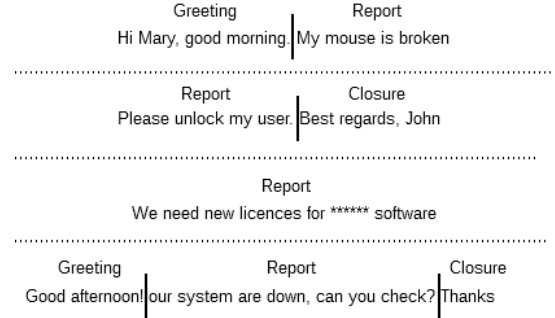 Greeting Report
Hi Mary, good morning. My mouse is broken
Report Closure
Please unlock my user. Best regards, John
Report
We need new licences for ****** software
Greeting Report Closure
Good afternoon! our system are down, can you check? Thanks